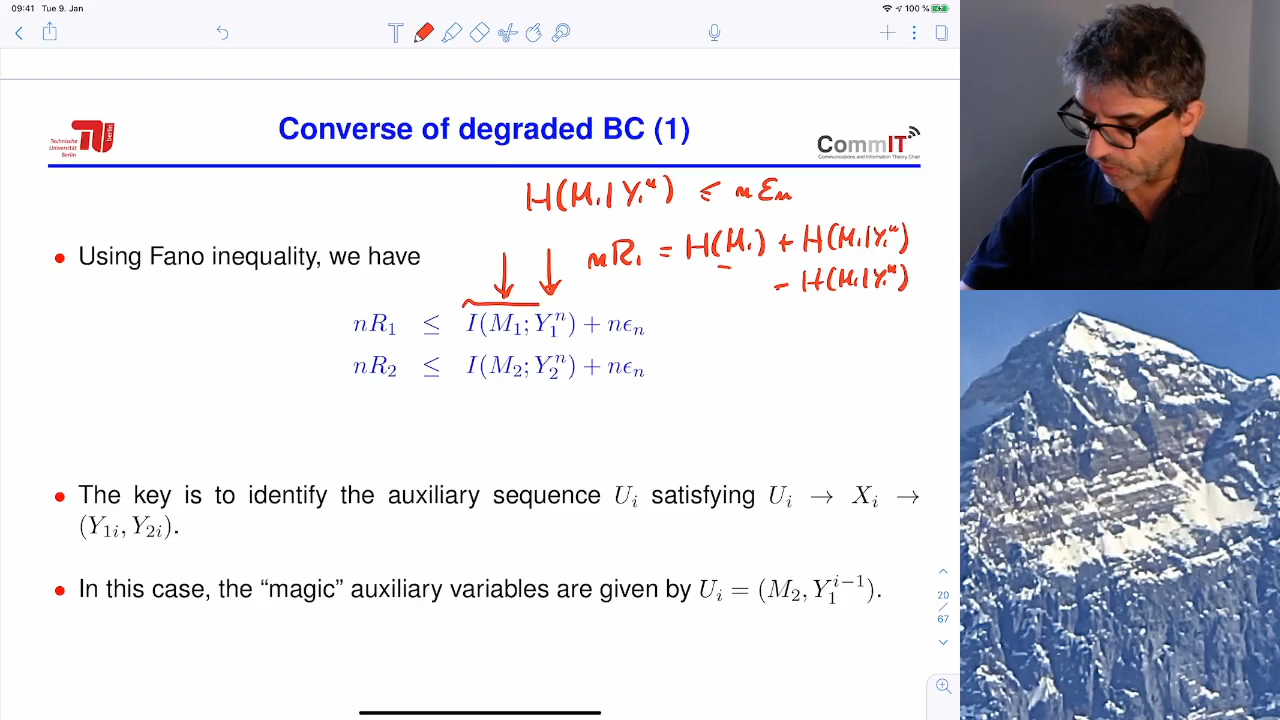 09:41 Tue 9. Jan
100 %
Converse of degraded BC (1)
Technische
Universität
Berlin
CommIT
Communications and Information Theory Chair
H(M₁|Y₁ⁿ) ≤ nεₙ
• Using Fano inequality, we have
nR₁ = H(M₁) + H(M₁|Y₁ⁿ)
- H(M₁|Y₁ⁿ)
nR₁ ≤ I(M₁; Y₁ⁿ) + nϵₙ
nR₂ ≤ I(M₂; Y₂ⁿ) + nϵₙ
• The key is to identify the auxiliary sequence Uᵢ satisfying Uᵢ → Xᵢ →
(Y₁ᵢ, Y₂ᵢ).
• In this case, the “magic” auxiliary variables are given by Uᵢ = (M₂, Y₁ⁱ⁻¹).
20
/
67